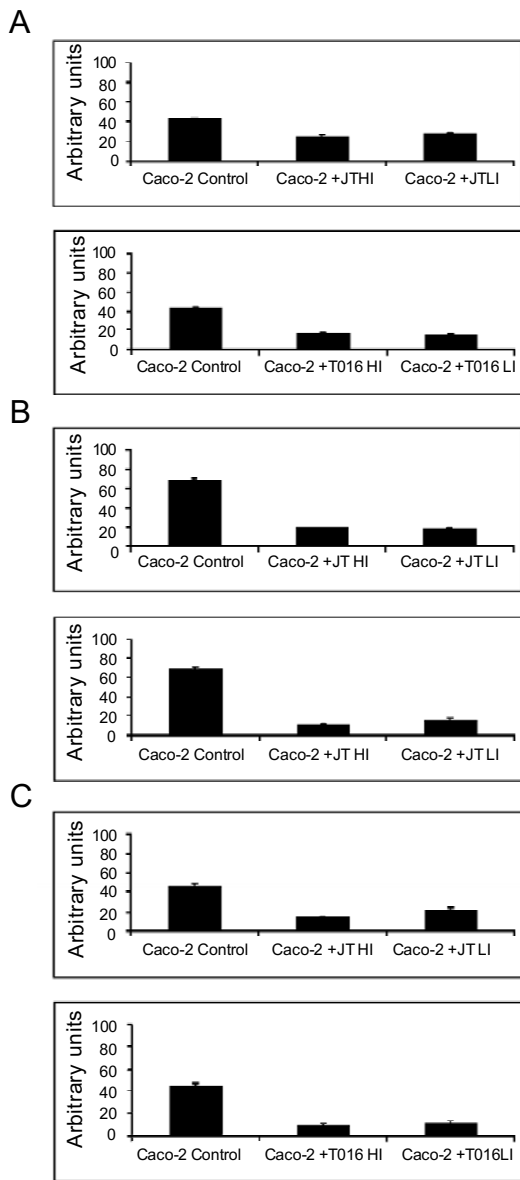 A
Arbitrary units
100
80
60
40
20
0
Caco-2 Control Caco-2 +JTHI Caco-2 +JTLI
Arbitrary units
100
80
60
40
20
0
Caco-2 Control Caco-2 +T016 HI Caco-2 +T016 LI
B
Arbitrary units
100
80
60
40
20
0
Caco-2 Control Caco-2 +JT HI Caco-2 +JT LI
Arbitrary units
100
80
60
40
20
0
Caco-2 Control Caco-2 +JT HI Caco-2 +JT LI
C
Arbitrary units
100
80
60
40
20
0
Caco-2 Control Caco-2 +JT HI Caco-2 +JT LI
Arbitrary units
100
80
60
40
20
0
Caco-2 Control Caco-2 +T016 HI Caco-2 +T016LI